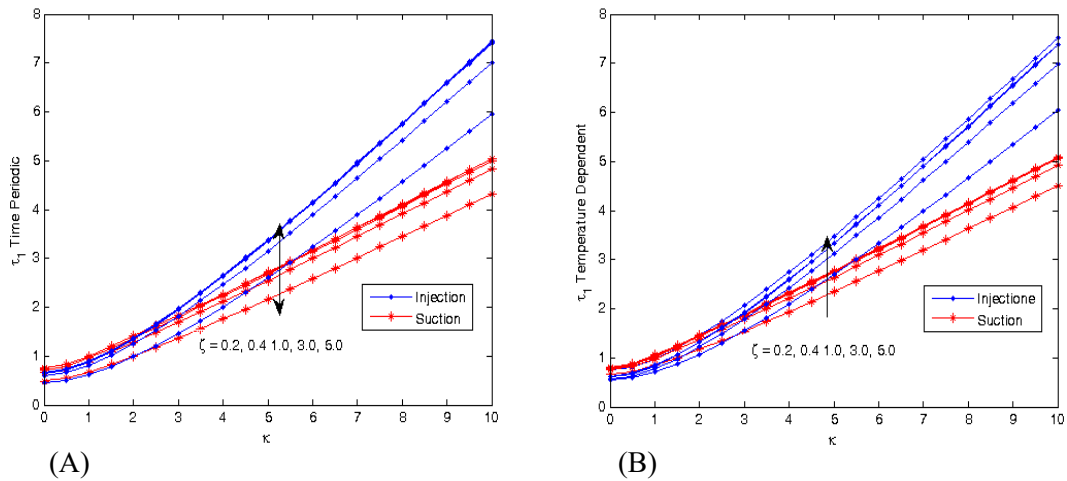 8
7
6
5
4
3
2
1
0
τ1 Time Periodic
Injection
Suction
ζ = 0.2, 0.4 1.0, 3.0, 5.0
0 1 2 3 4 5 6 7 8 9 10
κ
(A)
8
7
6
5
4
3
2
1
0
τ1 Temperature Dependent
Injectione
Suction
ζ = 0.2, 0.4 1.0, 3.0, 5.0
0 1 2 3 4 5 6 7 8 9 10
κ
(B)